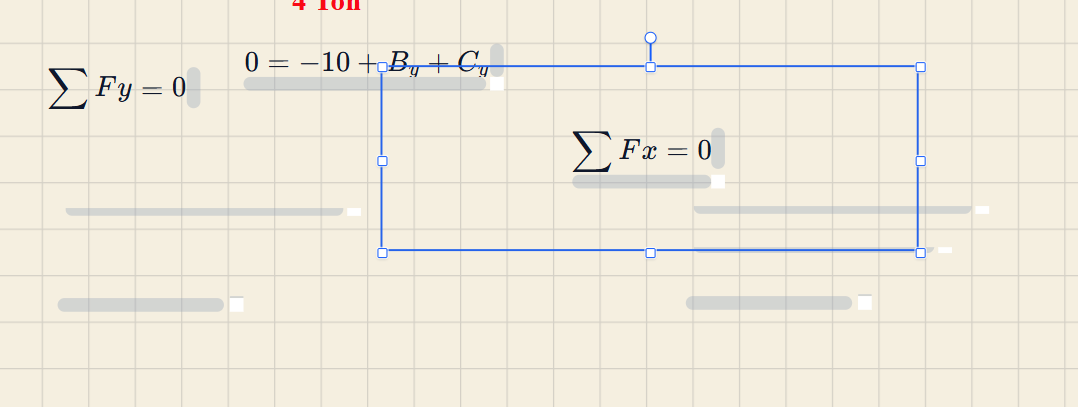 4 Ton
0 = −10 + B_y + C_y
∑ Fy = 0
∑ Fx = 0